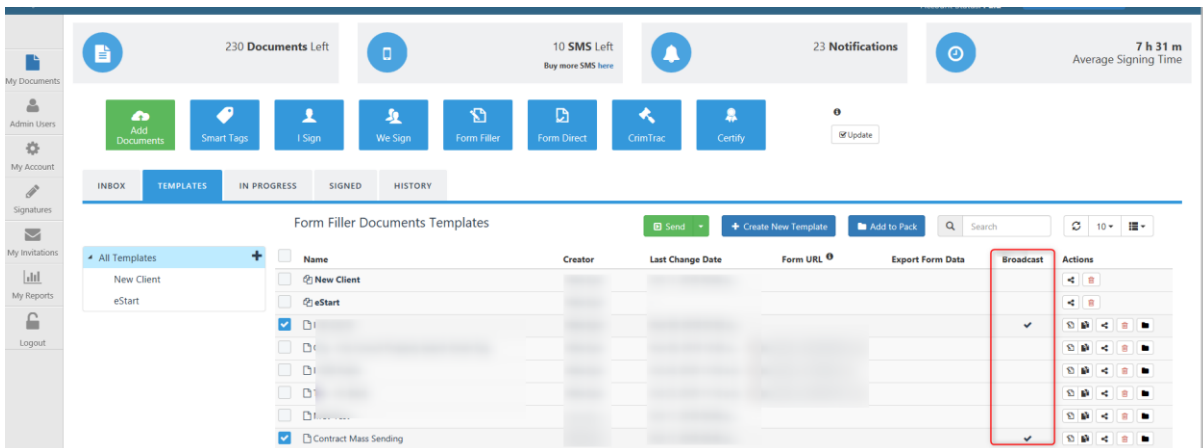 230 Documents Left
10 SMS Left
Buy more SMS here
23 Notifications
7 h 31 m
Average Signing Time
My Documents
Admin Users
My Account
Signatures
My Invitations
My Reports
Logout
Add Documents
Smart Tags
I Sign
We Sign
Form Filler
Form Direct
CrimTrac
Certify
Update
INBOX
TEMPLATES
IN PROGRESS
SIGNED
HISTORY
Form Filler Documents Templates
Send
Create New Template
Add to Pack
Search
10
All Templates
New Client
eStart
Name Creator Last Change Date Form URL Export Form Data Broadcast Actions
New Client
eStart
Contract Mass Sending